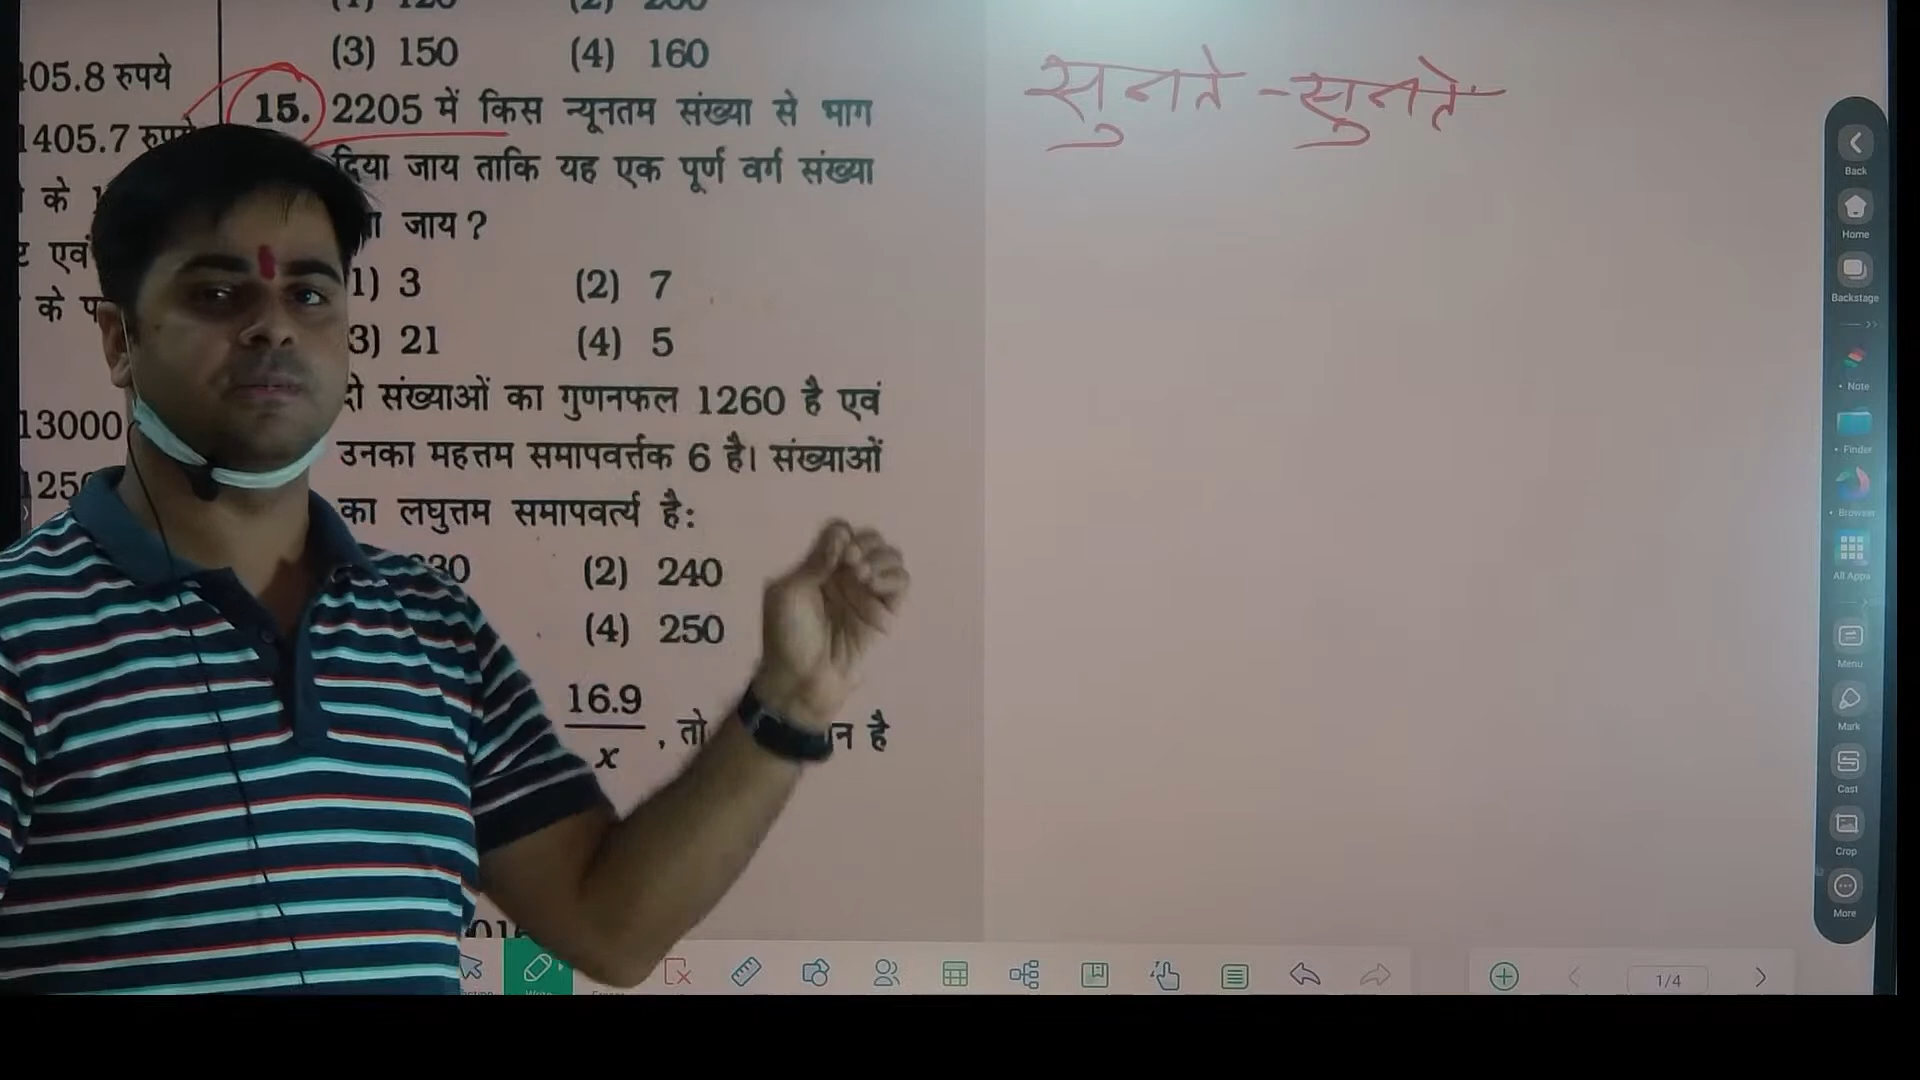 (3) 150 (4) 160
05.8 रुपये
15. 2205 में किस न्यूनतम संख्या से भाग
1405.7
दिया जाय ताकि यह एक पूर्ण वर्ग संख्या
के
जाय ?
एवं
1) 3 (2) 7
के
3) 21 (4) 5
दो संख्याओं का गुणनफल 1260 है एवं
13000
उनका महत्तम समापवर्त्तक 6 है। संख्याओं
का लघुत्तम समापवर्त्य है:
(2) 240
(4) 250
16.9
x
, तो
है
सुनते - सुनते
Back
Home
Backstage
Note
Finder
Browser
All Apps
Menu
Mark
Cast
Crop
More
Write
1/4